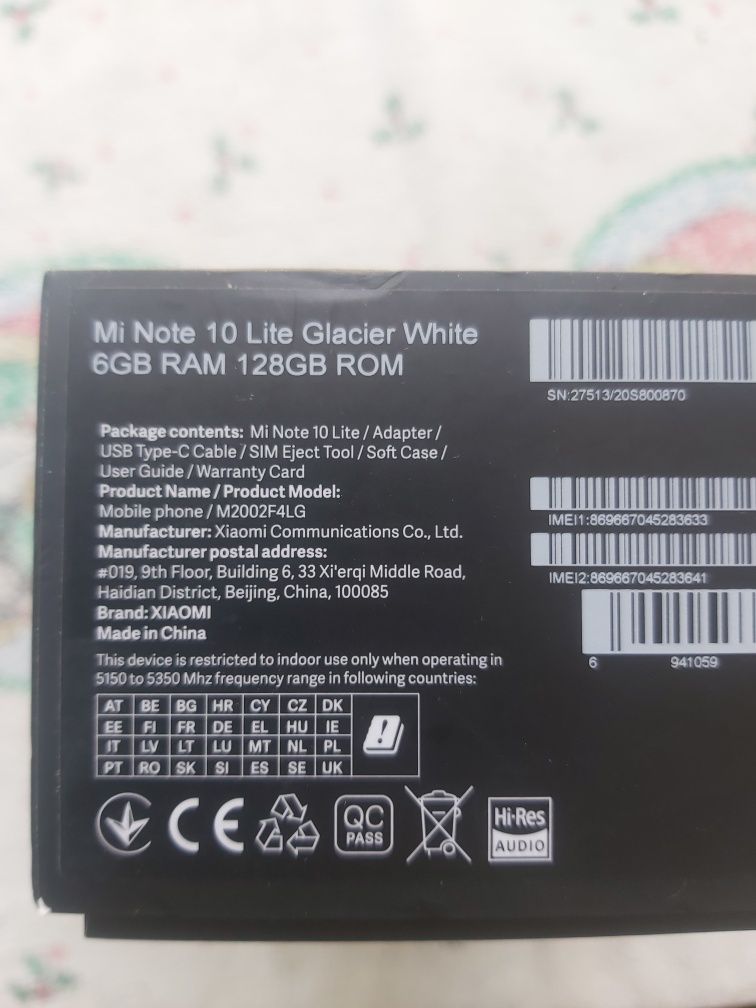 Mi Note 10 Lite Glacier White
6GB RAM 128GB ROM
SN:27513/20S800870
Package contents: Mi Note 10 Lite / Adapter /
USB Type-C Cable / SIM Eject Tool / Soft Case /
User Guide / Warranty Card
Product Name / Product Model:
Mobile phone / M2002F4LG
Manufacturer: Xiaomi Communications Co., Ltd.
Manufacturer postal address:
#019, 9th Floor, Building 6, 33 Xi'erqi Middle Road,
Haidian District, Beijing, China, 100085
Brand: XIAOMI
Made in China
IMEI1:869667045283633
IMEI2:869667045283641
6 941059
This device is restricted to indoor use only when operating in
5150 to 5350 Mhz frequency range in following countries:
AT BE BG HR CY CZ DK
EE FI FR DE EL HU IE
IT LV LT LU MT NL PL
PT RO SK SI ES SE UK
!
CE
QC
PASS
Hi-Res
AUDIO